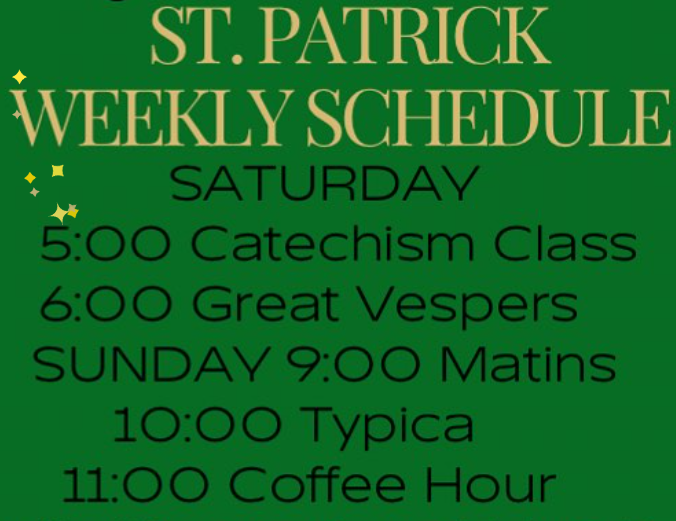 ST. PATRICK
WEEKLY SCHEDULE
SATURDAY
5:00 Catechism Class
6:00 Great Vespers
SUNDAY 9:00 Matins
10:00 Typica
11:00 Coffee Hour